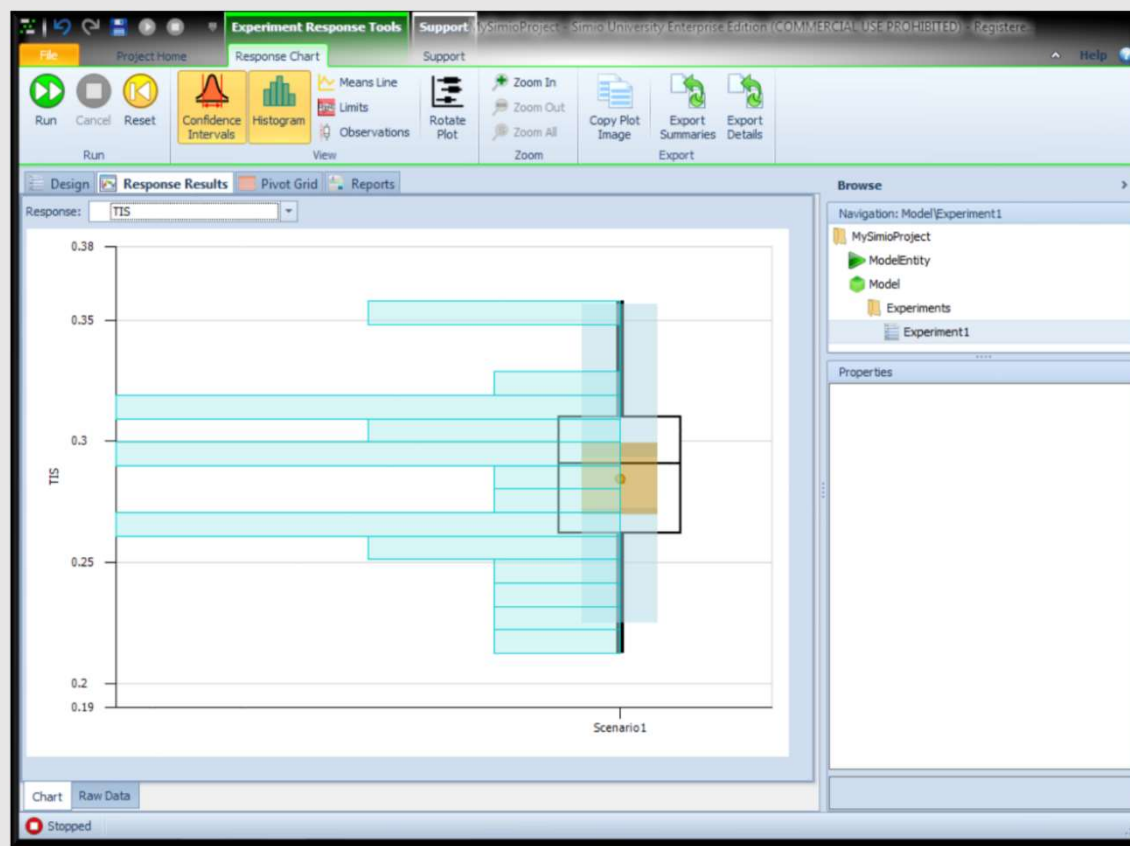 Experiment Response Tools Support MySimioProject - Simio University Enterprise Edition (COMMERCIAL USE PROHIBITED) - Registere
File Project Home Response Chart Support Help
Run Cancel Reset
Confidence Intervals
Histogram
Means Line
Limits
Observations
Rotate Plot
Zoom In
Zoom Out
Zoom All
Copy Plot Image
Export Summaries
Export Details
Run View Zoom Export
Design Response Results Pivot Grid Reports
Response: TIS
0.38
0.35
0.3
0.25
0.2
0.19
TIS
Scenario1
Chart Raw Data
Stopped
Browse
Navigation: Model\Experiment1
MySimioProject
ModelEntity
Model
Experiments
Experiment1
Properties